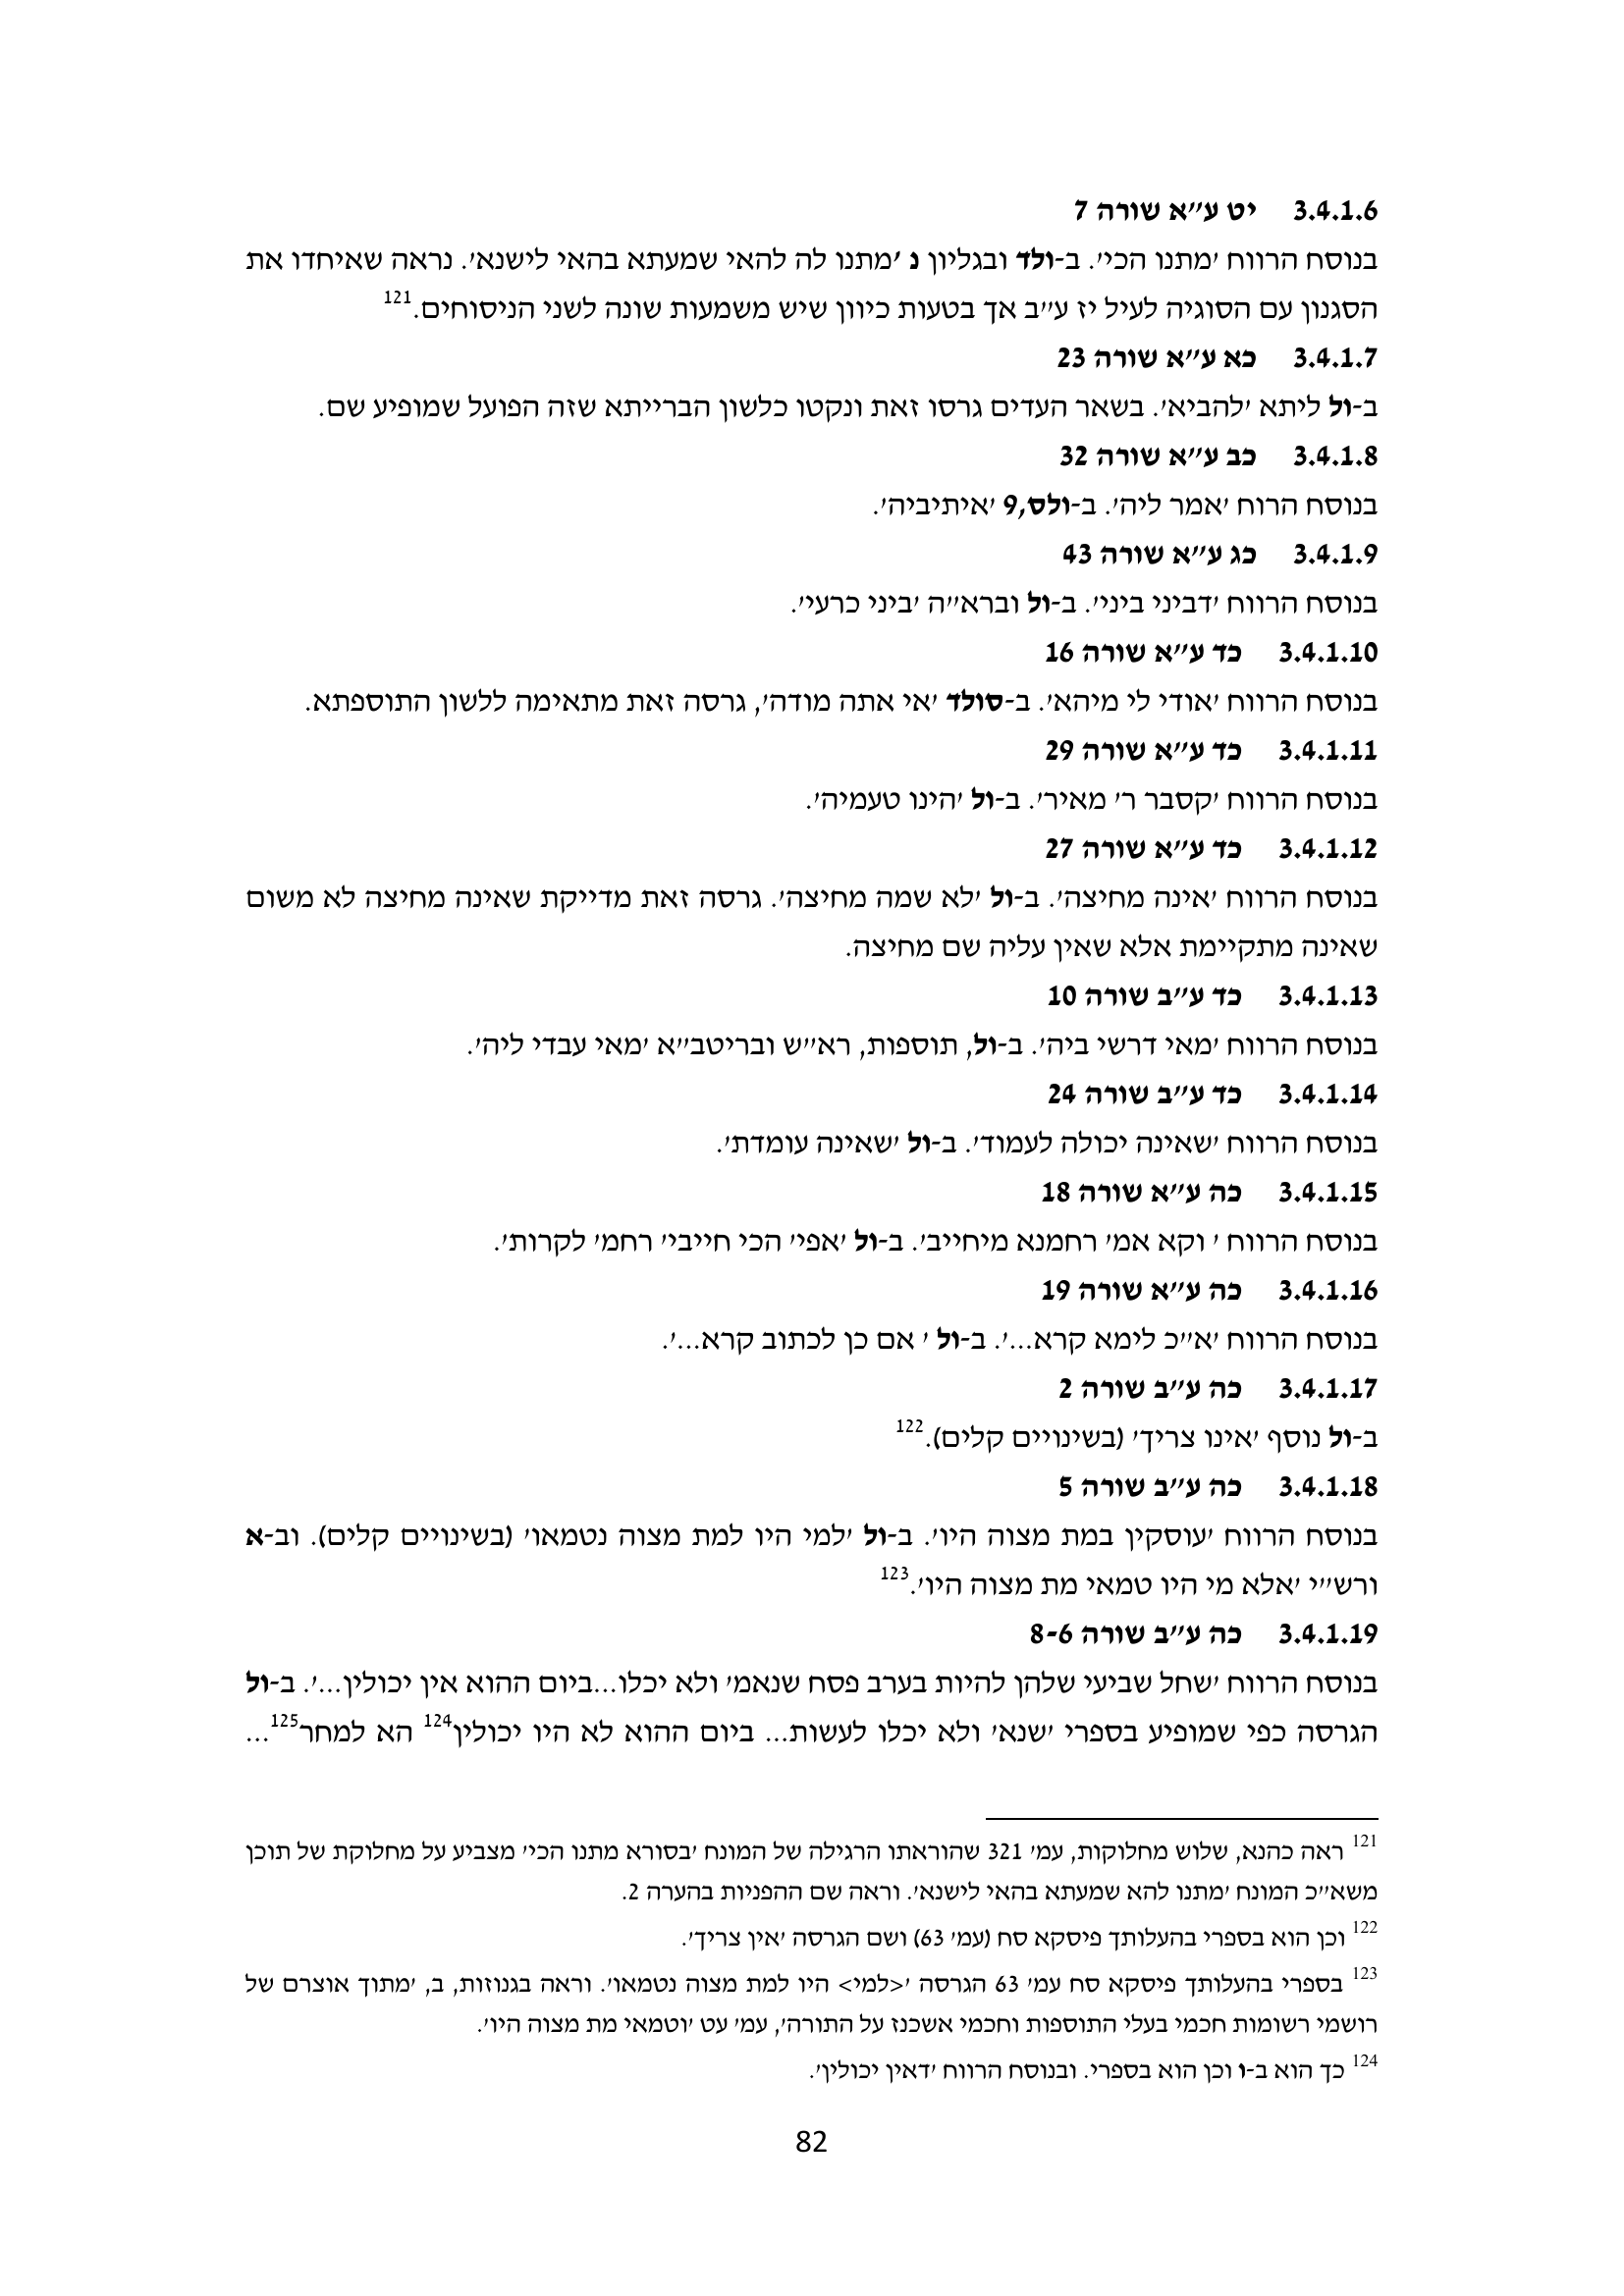 3.4.1.6 יט ע״א שורה 7
בנוסח הרווח ׳מתנו הכי׳. ב-ולד ובגליון נ ׳מתנו לה להאי שמעתא בהאי לישנא׳. נראה שאיחדו את
הסגנון עם הסוגיה לעיל יז ע״ב אך בטעות כיוון שיש משמעות שונה לשני הניסוחים.121
3.4.1.7 כא ע״א שורה 23
ב-ול ליתא ׳להביא׳. בשאר העדים גרסו זאת ונקטו כלשון הברייתא שזה הפועל שמופיע שם.
3.4.1.8 כב ע״א שורה 32
בנוסח הרוח ׳אמר ליה׳. ב-ולס,9 ׳איתיביה׳.
3.4.1.9 כג ע״א שורה 43
בנוסח הרווח ׳דביני ביני׳. ב-ול וברא״ה ׳ביני כרעי׳.
3.4.1.10 כד ע״א שורה 16
בנוסח הרווח ׳אודי לי מיהא׳. ב-סולד ׳אי אתה מודה׳, גרסה זאת מתאימה ללשון התוספתא.
3.4.1.11 כד ע״א שורה 29
בנוסח הרווח ׳קסבר ר׳ מאיר׳. ב-ול ׳הינו טעמיה׳.
3.4.1.12 כד ע״א שורה 27
בנוסח הרווח ׳אינה מחיצה׳. ב-ול ׳לא שמה מחיצה׳. גרסה זאת מדייקת שאינה מחיצה לא משום
שאינה מתקיימת אלא שאין עליה שם מחיצה.
3.4.1.13 כד ע״ב שורה 10
בנוסח הרווח ׳מאי דרשי ביה׳. ב-ול, תוספות, רא״ש ובריטב״א ׳מאי עבדי ליה׳.
3.4.1.14 כד ע״ב שורה 24
בנוסח הרווח ׳שאינה יכולה לעמוד׳. ב-ול ׳שאינה עומדת׳.
3.4.1.15 כה ע״א שורה 18
בנוסח הרווח ׳ וקא אמ׳ רחמנא מיחייב׳. ב-ול ׳אפי׳ הכי חייבי׳ רחמ׳ לקרות׳.
3.4.1.16 כה ע״א שורה 19
בנוסח הרווח ׳א״כ לימא קרא...׳. ב-ול ׳ אם כן לכתוב קרא...׳.
3.4.1.17 כה ע״ב שורה 2
ב-ול נוסף ׳אינו צריך׳ (בשינויים קלים).122
3.4.1.18 כה ע״ב שורה 5
בנוסח הרווח ׳עוסקין במת מצוה היו׳. ב-ול ׳למי היו למת מצוה נטמאו׳ (בשינויים קלים). וב-א
ורש״י ׳אלא מי היו טמאי מת מצוה היו׳.123
3.4.1.19 כה ע״ב שורה 8-6
בנוסח הרווח ׳שחל שביעי שלהן להיות בערב פסח שנאמ׳ ולא יכלו...ביום ההוא אין יכולין...׳. ב-ול
הגרסה כפי שמופיע בספרי ׳שנא׳ ולא יכלו לעשות... ביום ההוא לא היו יכולין124 הא למחר125...
121 ראה כהנא, שלוש מחלוקות, עמ׳ 321 שהוראתו הרגילה של המונח ׳בסורא מתנו הכי׳ מצביע על מחלוקת של תוכן
משא״כ המונח ׳מתנו להא שמעתא בהאי לישנא׳. וראה שם ההפניות בהערה 2.
122 וכן הוא בספרי בהעלותך פיסקא סח (עמ׳ 63) ושם הגרסה ׳אין צריך׳.
123 בספרי בהעלותך פיסקא סח עמ׳ 63 הגרסה ׳<למי> היו למת מצוה נטמאו׳. וראה בגנוזות, ב, ׳מתוך אוצרם של
רושמי רשומות חכמי בעלי התוספות וחכמי אשכנז על התורה׳, עמ׳ עט ׳וטמאי מת מצוה היו׳.
124 כך הוא ב-ו וכן הוא בספרי. ובנוסח הרווח ׳דאין יכולין׳.
82